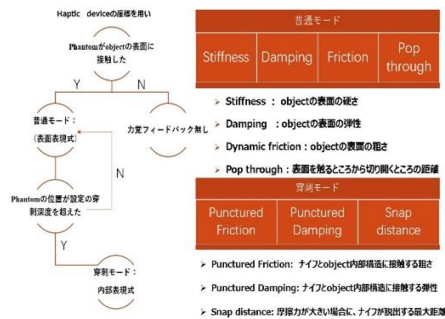 Haptic deviceの座標を用い
Phantomがobjectの表面に
接触した
Y
N
普通モード：
(表面表現式)
力覚フィードバック無し
N
Phantomの位置が設定の穿
刺深度を超えた
Y
穿刺モード：
内部表現式
普通モード
Stiffness
Damping
Friction
Pop
through
➢ Stiffness： objectの表面の硬さ
➢ Damping ：objectの表面の弾性
➢ Dynamic friction：objectの表面の粗さ
➢ Pop through：表面を触るところから切り開くところの距離
穿刺モード
Punctured
Friction
Punctured
Damping
Snap
distance
➢ Punctured Friction: ナイフとobject内部構造に接触する粗さ
➢ Punctured Damping: ナイフとobject内部構造に接触する弾性
➢ Snap distance: 摩擦力が大きい場合に、ナイフが脱出する最大距離